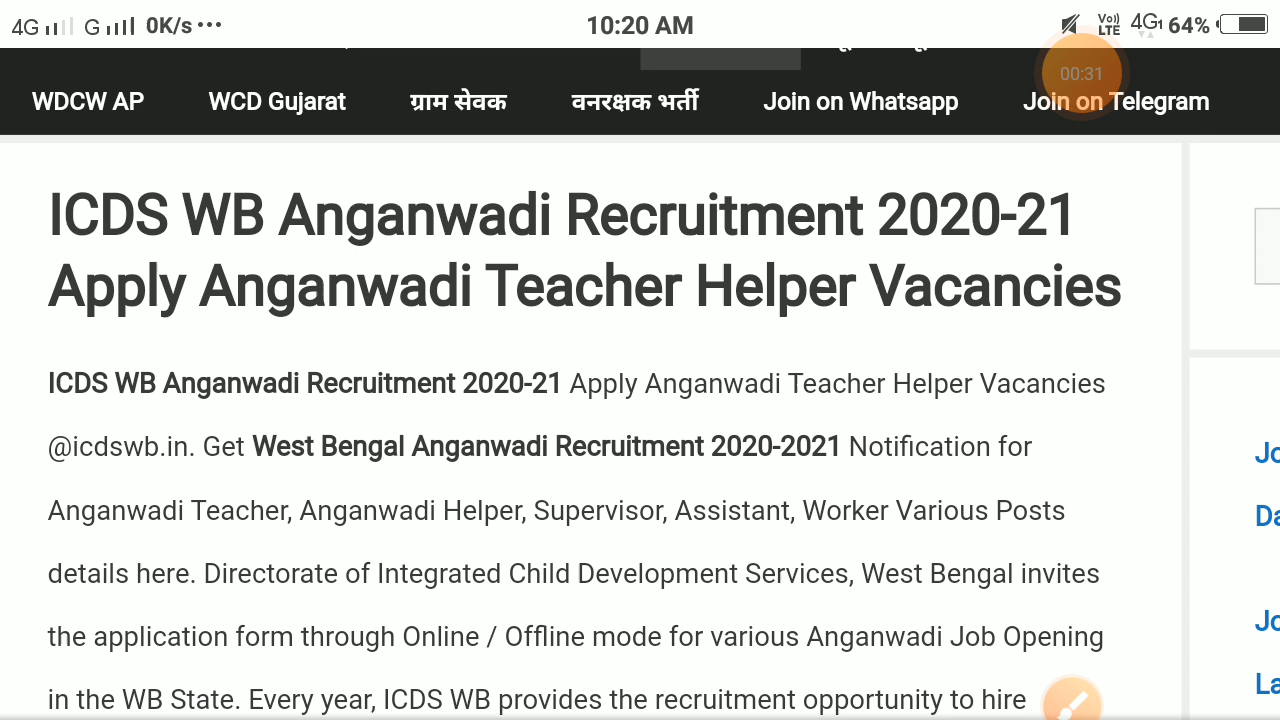 4G G 0K/s ... 10:20 AM Vo)) LTE 4G1 64%
00:31
WDCW AP WCD Gujarat ग्राम सेवक वनरक्षक भर्ती Join on Whatsapp Join on Telegram
ICDS WB Anganwadi Recruitment 2020-21
Apply Anganwadi Teacher Helper Vacancies
ICDS WB Anganwadi Recruitment 2020-21 Apply Anganwadi Teacher Helper Vacancies
@icdswb.in. Get West Bengal Anganwadi Recruitment 2020-2021 Notification for
Anganwadi Teacher, Anganwadi Helper, Supervisor, Assistant, Worker Various Posts
details here. Directorate of Integrated Child Development Services, West Bengal invites
the application form through Online / Offline mode for various Anganwadi Job Opening
in the WB State. Every year, ICDS WB provides the recruitment opportunity to hire